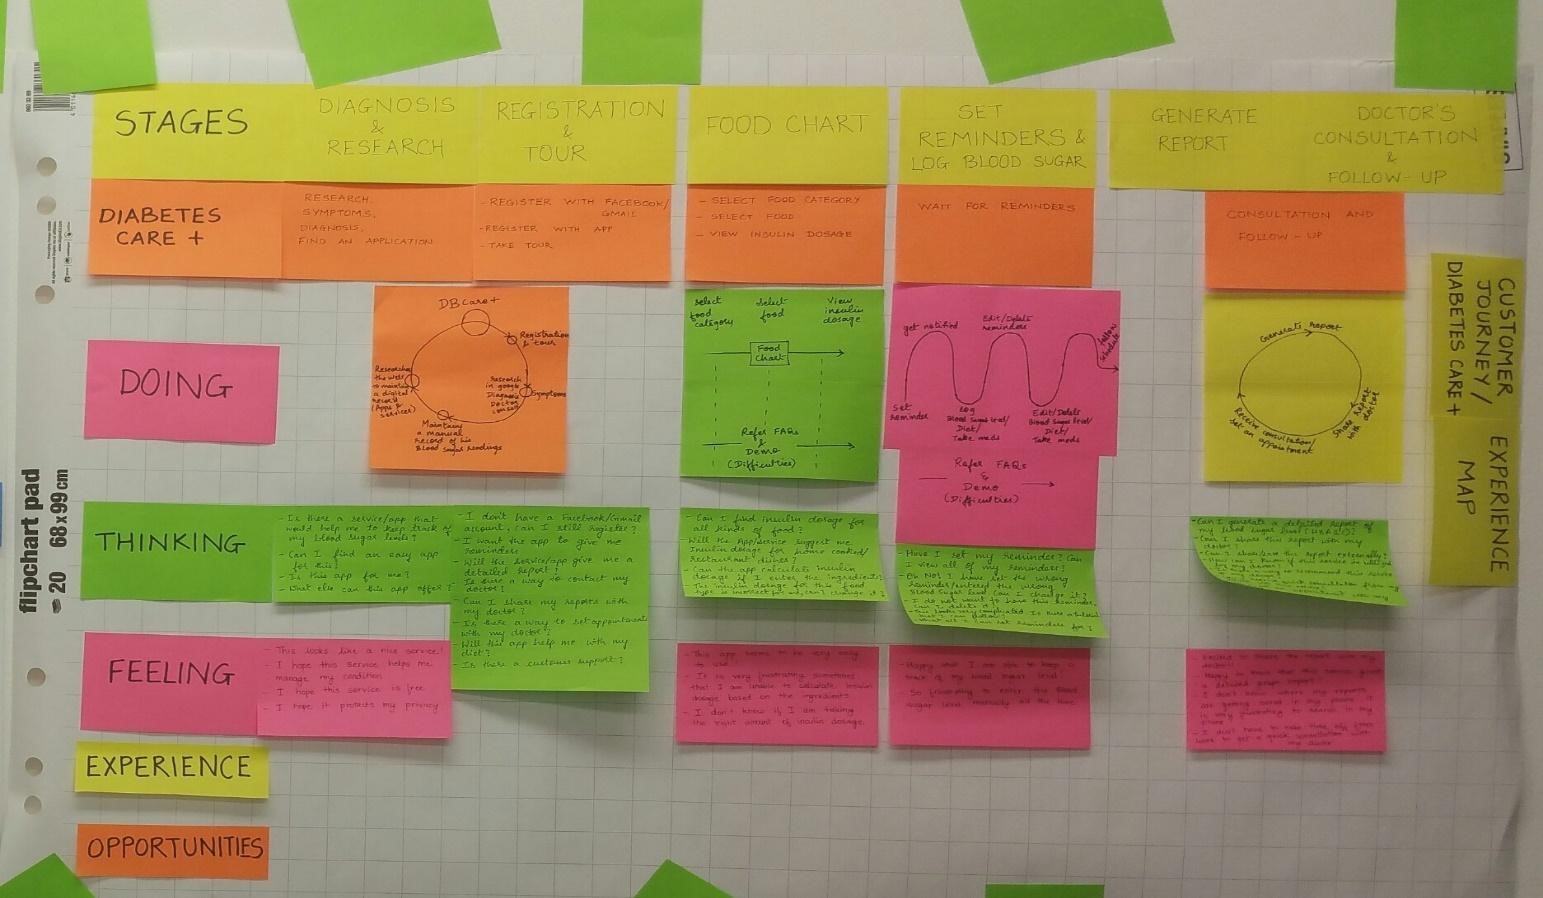 STAGES
DIAGNOSIS
&
RESEARCH
REGISTRATION
&
TOUR
FOOD CHART
SET
REMINDERS &
LOG BLOOD SUGAR
GENERATE
REPORT
DOCTOR'S
CONSULTATION
&
FOLLOW-UP
DIABETES
CARE +
RESEARCH.
SYMPTOMS,
DIAGNOSIS,
FIND AN APPLICATION
- REGISTER WITH FACEBOOK/
GMAIL
- REGISTER WITH APP
- TAKE TOUR
- SELECT FOOD CATEGORY
- SELECT FOOD
- VIEW INSULIN DOSAGE
WAIT FOR REMINDERS
CONSULTATION AND
FOLLOW-UP
CUSTOMER
JOURNEY/
DIABETES CARE +
EXPERIENCE
MAP
DOING
DB Care+
Registration
& tour
Symptoms
Research
in google
Diagnosis
Doctor
consult
Maintain
a manual
record of his
Blood sugar readings
Researches
the web
to maintain
a digital
record
(Apps &
services)
Select
food
category
Select
food
View
insulin
dosage
Food
Chart
Refer FAQs
&
Demo
(Difficulties)
get notified
Edit/Delete
reminders
follow
schedule
Set
reminder
Log
Blood Sugar level/
Diet/
Take meds
Edit/Delete
Blood Sugar level/
Diet/
Take meds
Refer FAQs
&
Demo
(Difficulties)
Generate Report
Share report
with doctor
Receive consultation/
Set an appointment
THINKING
- Is there a service/app that
would help me to keep track of
my blood sugar levels?
- Can I find an easy app
for this?
- Is this app for me?
- What else can this app offer?
- I don't have a Facebook/Gmail
account, Can I still register?
- I want the app to give me
reminders
- Will the service/app give me a
detailed report?
- Is there a way to contact my
doctor?
- Can I share my reports with
my doctor?
- Is there a way to set appointments
with my doctor?
- Will this app help me with my
diet?
- Is there a customer support?
- Can I find insulin dosage for
all kinds of food?
- Will the App/service suggest me
Insulin dosage for home cooked/
restaurant dishes?
- Can the app calculate insulin
dosage if I enter the ingredients
- The insulin dosage for this food
type is incorrect for me, can I change it?
- Have I set my reminder? Can
I view all of my reminder?
- Oh No! I have set the wrong
reminder/entered the wrong
Blood Sugar level Can I change it?
- I do not want to have this reminder,
Can I delete it?
- This looks very complicated Is there a
that I can follow?
- What all I can set reminders for?
- Can I generate a detailed report of
my blood sugar level
- Can I share this report with my
doctor?
- Can I share this report externally?
FEELING
- This looks like a nice service!
- I hope this service helps me
manage my condition
- I hope this service is free
- I hope it protects my privacy
- This app seems to be very easy
to use
- It is very frustrating sometimes
that I am unable to calculate insulin
dosage based on the ingredients.
- I don't know if I am taking
the right amount of insulin dosage.
- Happy that I am able to keep a
track of my blood sugar level
- So frustrating to enter the blood
sugar level manually all the time
- Excited to share the report with my
doctor!!
- Happy to know that this service gives
a detailed graph report!
- I don't know where my reports
are getting saved in my phone, it
is very frustrating to search in my
phone!
EXPERIENCE
OPPORTUNITIES
flipchart pad
20 68x99 cm